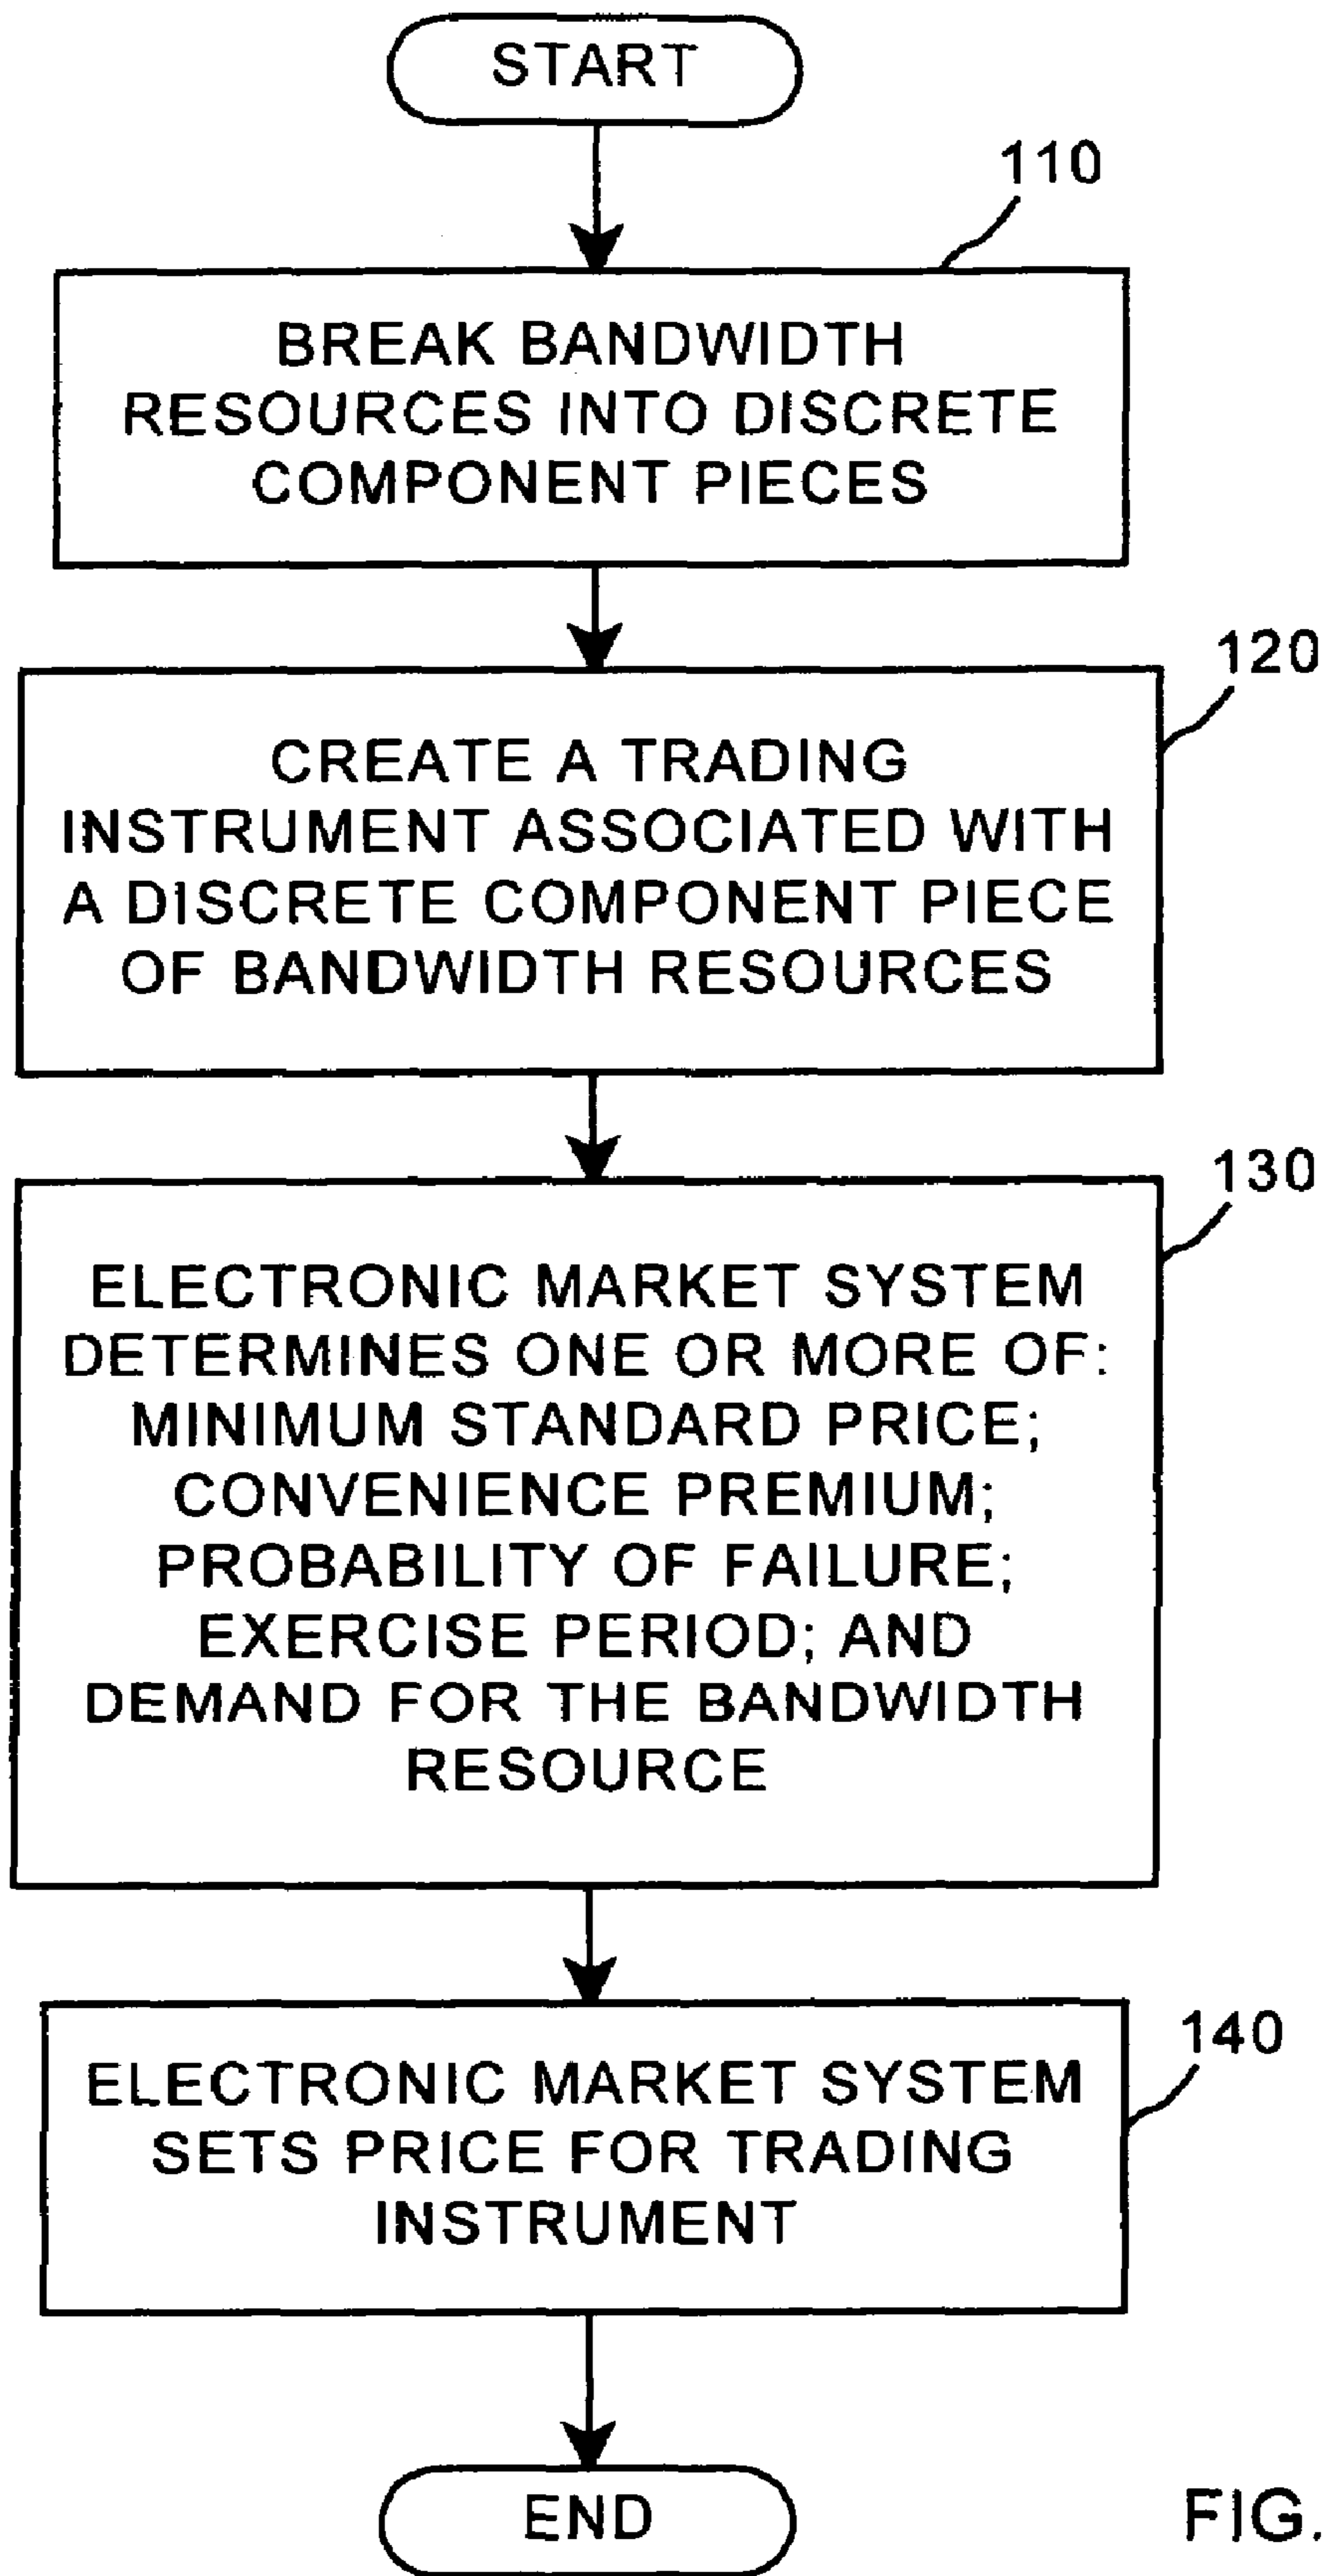 START
110
BREAK BANDWIDTH
RESOURCES INTO DISCRETE
COMPONENT PIECES
120
CREATE A TRADING
INSTRUMENT ASSOCIATED WITH
A DISCRETE COMPONENT PIECE
OF BANDWIDTH RESOURCES
130
ELECTRONIC MARKET SYSTEM
DETERMINES ONE OR MORE OF:
MINIMUM STANDARD PRICE;
CONVENIENCE PREMIUM;
PROBABILITY OF FAILURE;
EXERCISE PERIOD; AND
DEMAND FOR THE BANDWIDTH
RESOURCE
140
ELECTRONIC MARKET SYSTEM
SETS PRICE FOR TRADING
INSTRUMENT
END
FIG.